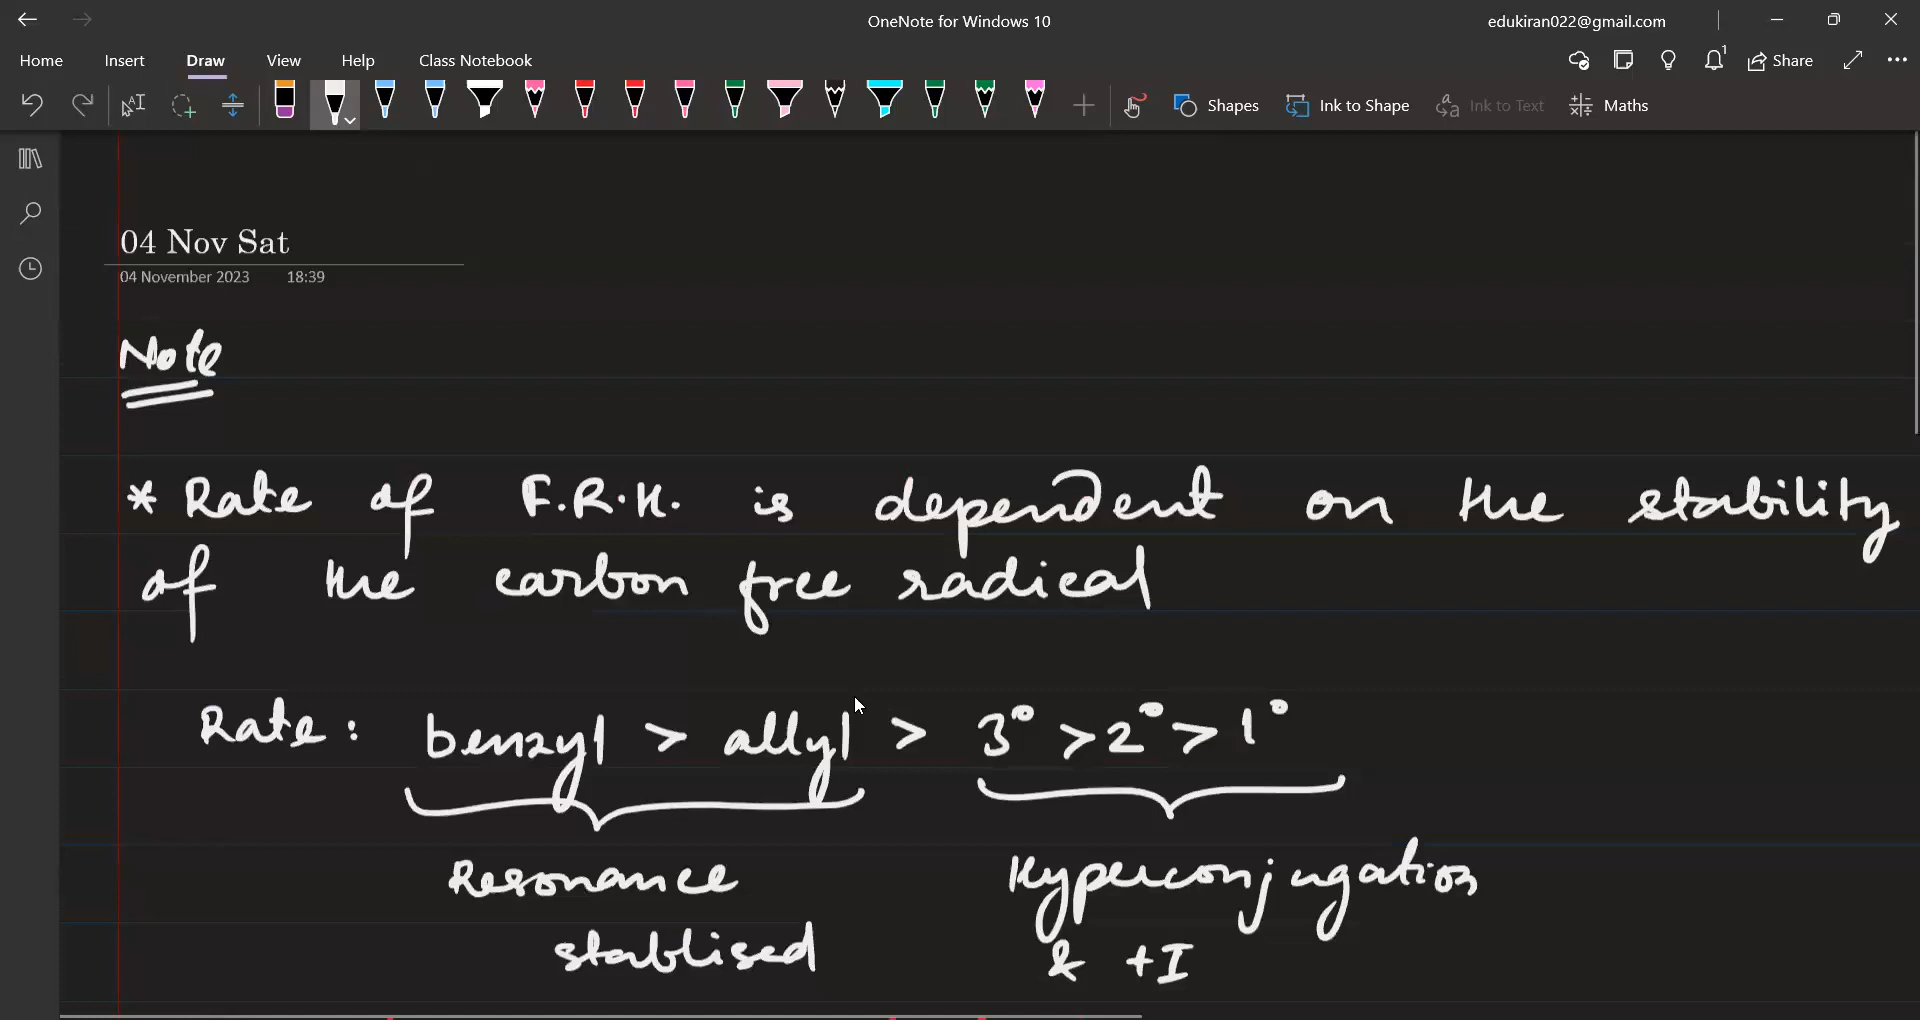 OneNote for Windows 10
edukiran022@gmail.com
Home Insert Draw View Help Class Notebook
1
Share
Shapes Ink to Shape Ink to Text Maths
04 Nov Sat
04 November 2023 18:39
Note
* Rate of F.R.H. is dependent on the stability
of the carbon free radical
Rate : benzyl > allyl > 3° > 2° > 1°
Resonance
stablised
Hyperconjugation
& +I